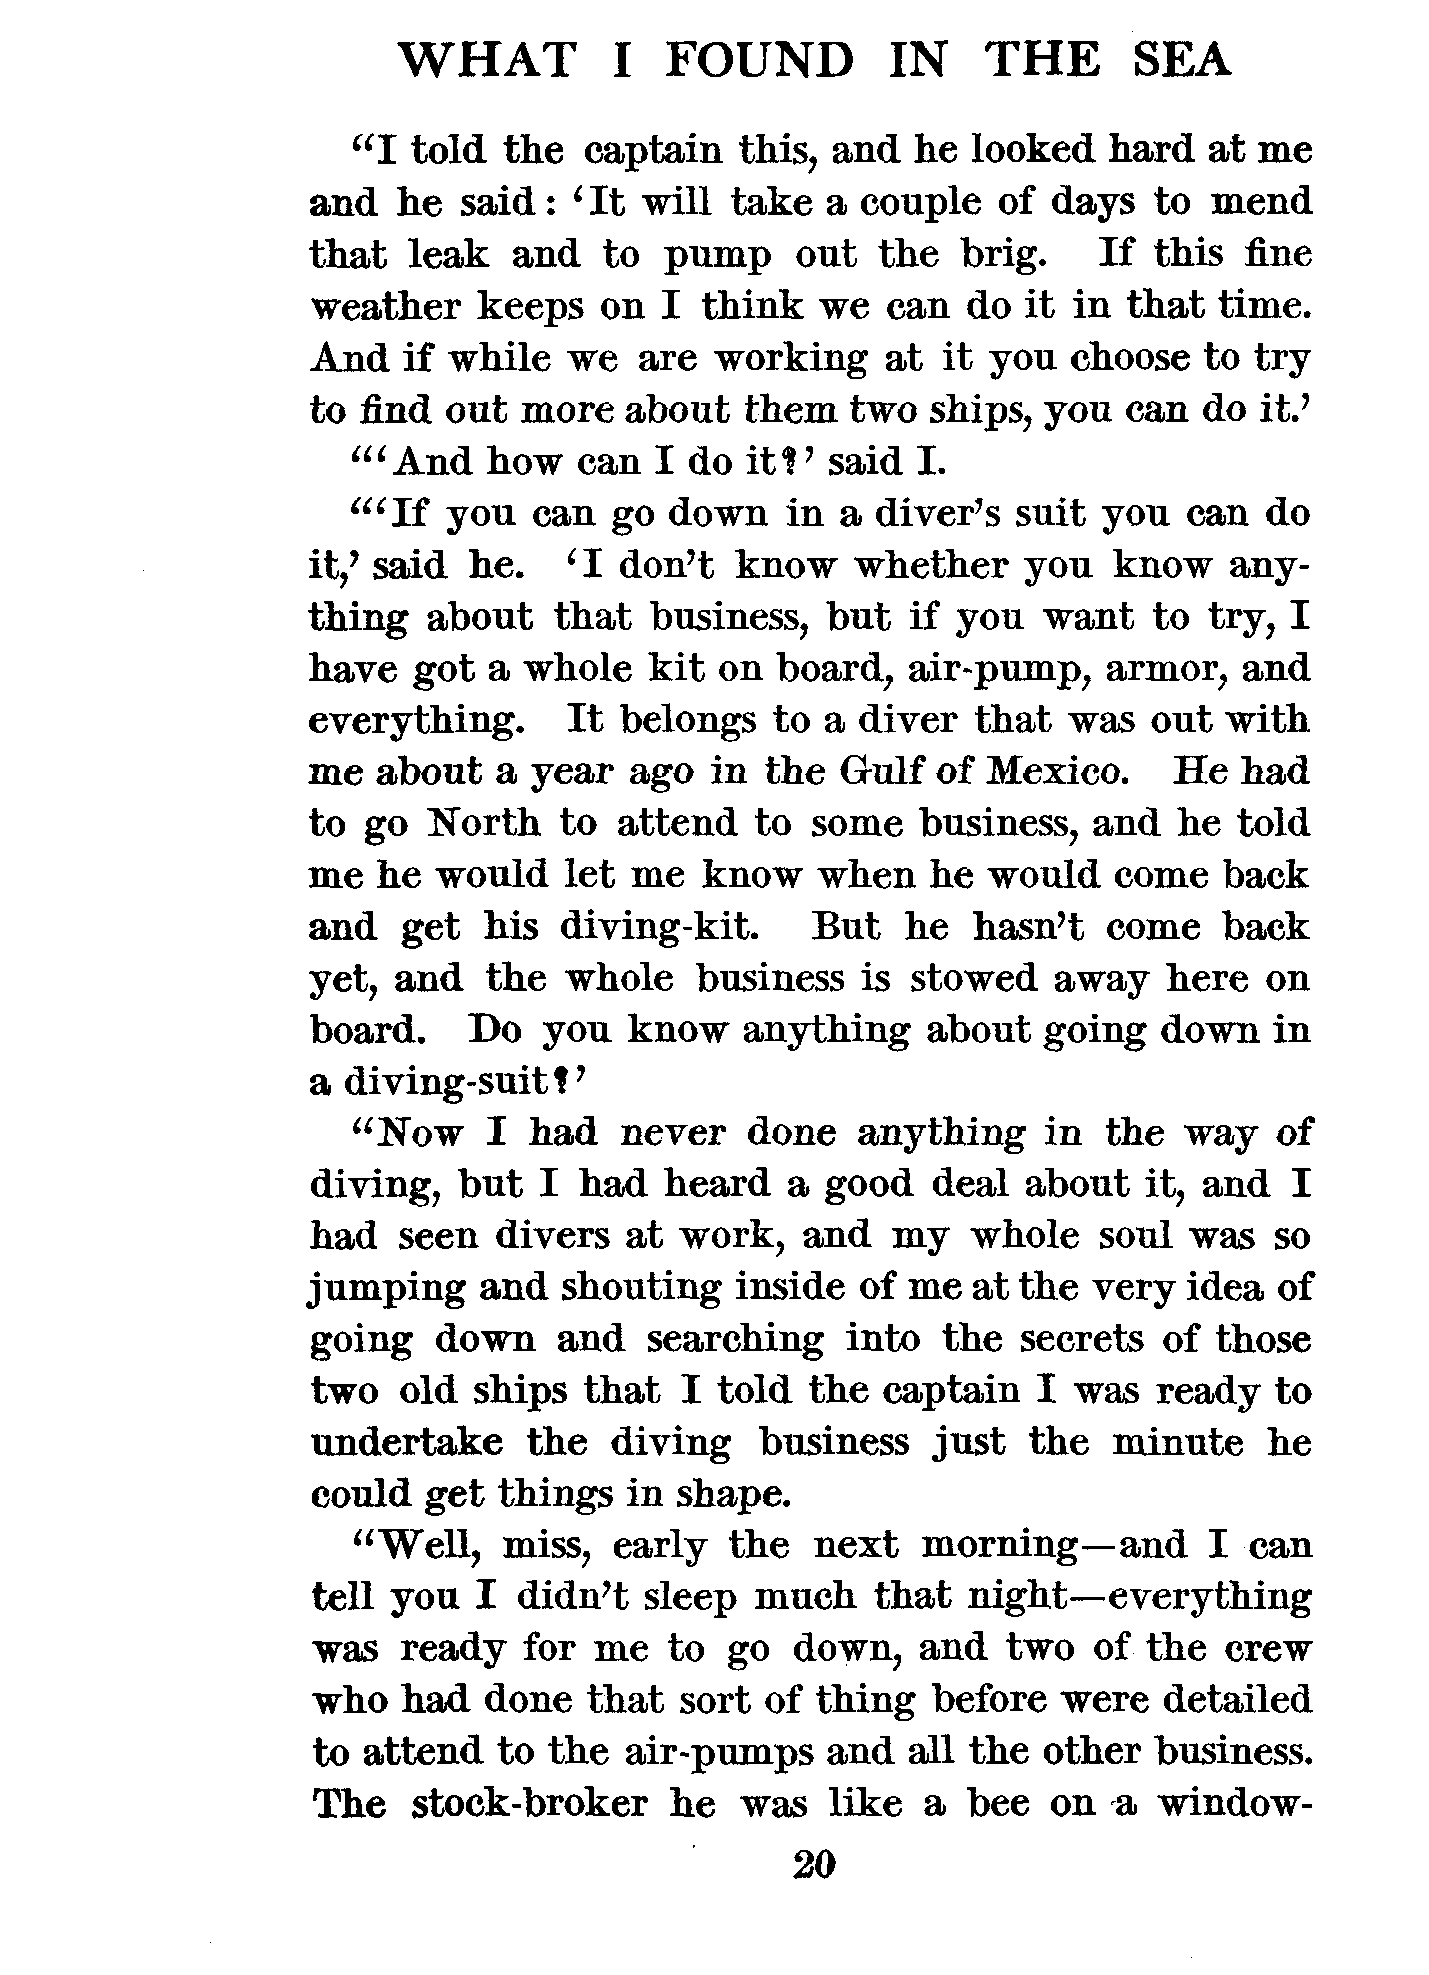 WHAT I FOUND IN THE SEA
“I told the captain this, and he looked hard at me
and he said: ‘It will take a couple of days to mend
that leak and to pump out the brig. If this fine
weather keeps on I think we can do it in that time.
And if while we are working at it you choose to try
to find out more about them two ships, you can do it.’
“‘And how can I do it?’ said I.
“‘If you can go down in a diver’s suit you can do
it,’ said he. ‘I don’t know whether you know any-
thing about that business, but if you want to try, I
have got a whole kit on board, air-pump, armor, and
everything. It belongs to a diver that was out with
me about a year ago in the Gulf of Mexico. He had
to go North to attend to some business, and he told
me he would let me know when he would come back
and get his diving-kit. But he hasn’t come back
yet, and the whole business is stowed away here on
board. Do you know anything about going down in
a diving-suit?’
“Now I had never done anything in the way of
diving, but I had heard a good deal about it, and I
had seen divers at work, and my whole soul was so
jumping and shouting inside of me at the very idea of
going down and searching into the secrets of those
two old ships that I told the captain I was ready to
undertake the diving business just the minute he
could get things in shape.
“Well, miss, early the next morning—and I can
tell you I didn’t sleep much that night—everything
was ready for me to go down, and two of the crew
who had done that sort of thing before were detailed
to attend to the air-pumps and all the other business.
The stock-broker he was like a bee on a window-
20